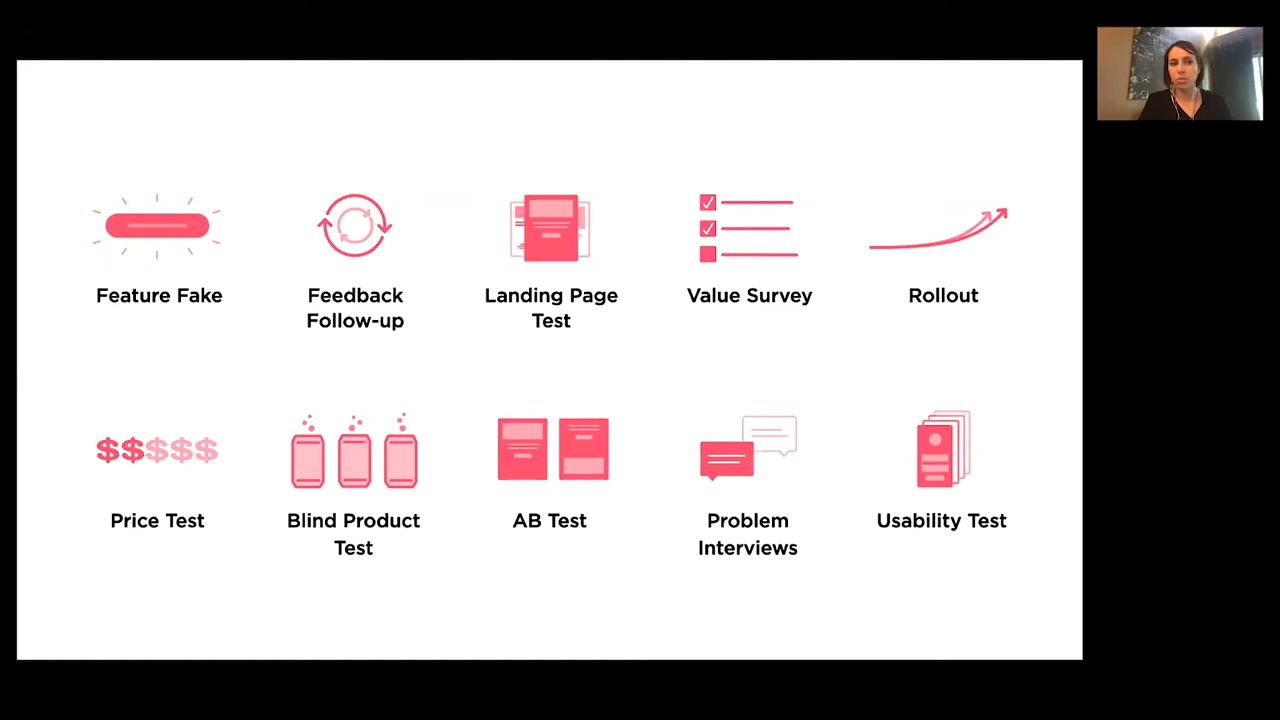 Feature Fake
Feedback
Follow-up
Landing Page
Test
Value Survey
Rollout
$$$$$
Price Test
Blind Product
Test
AB Test
Problem
Interviews
Usability Test